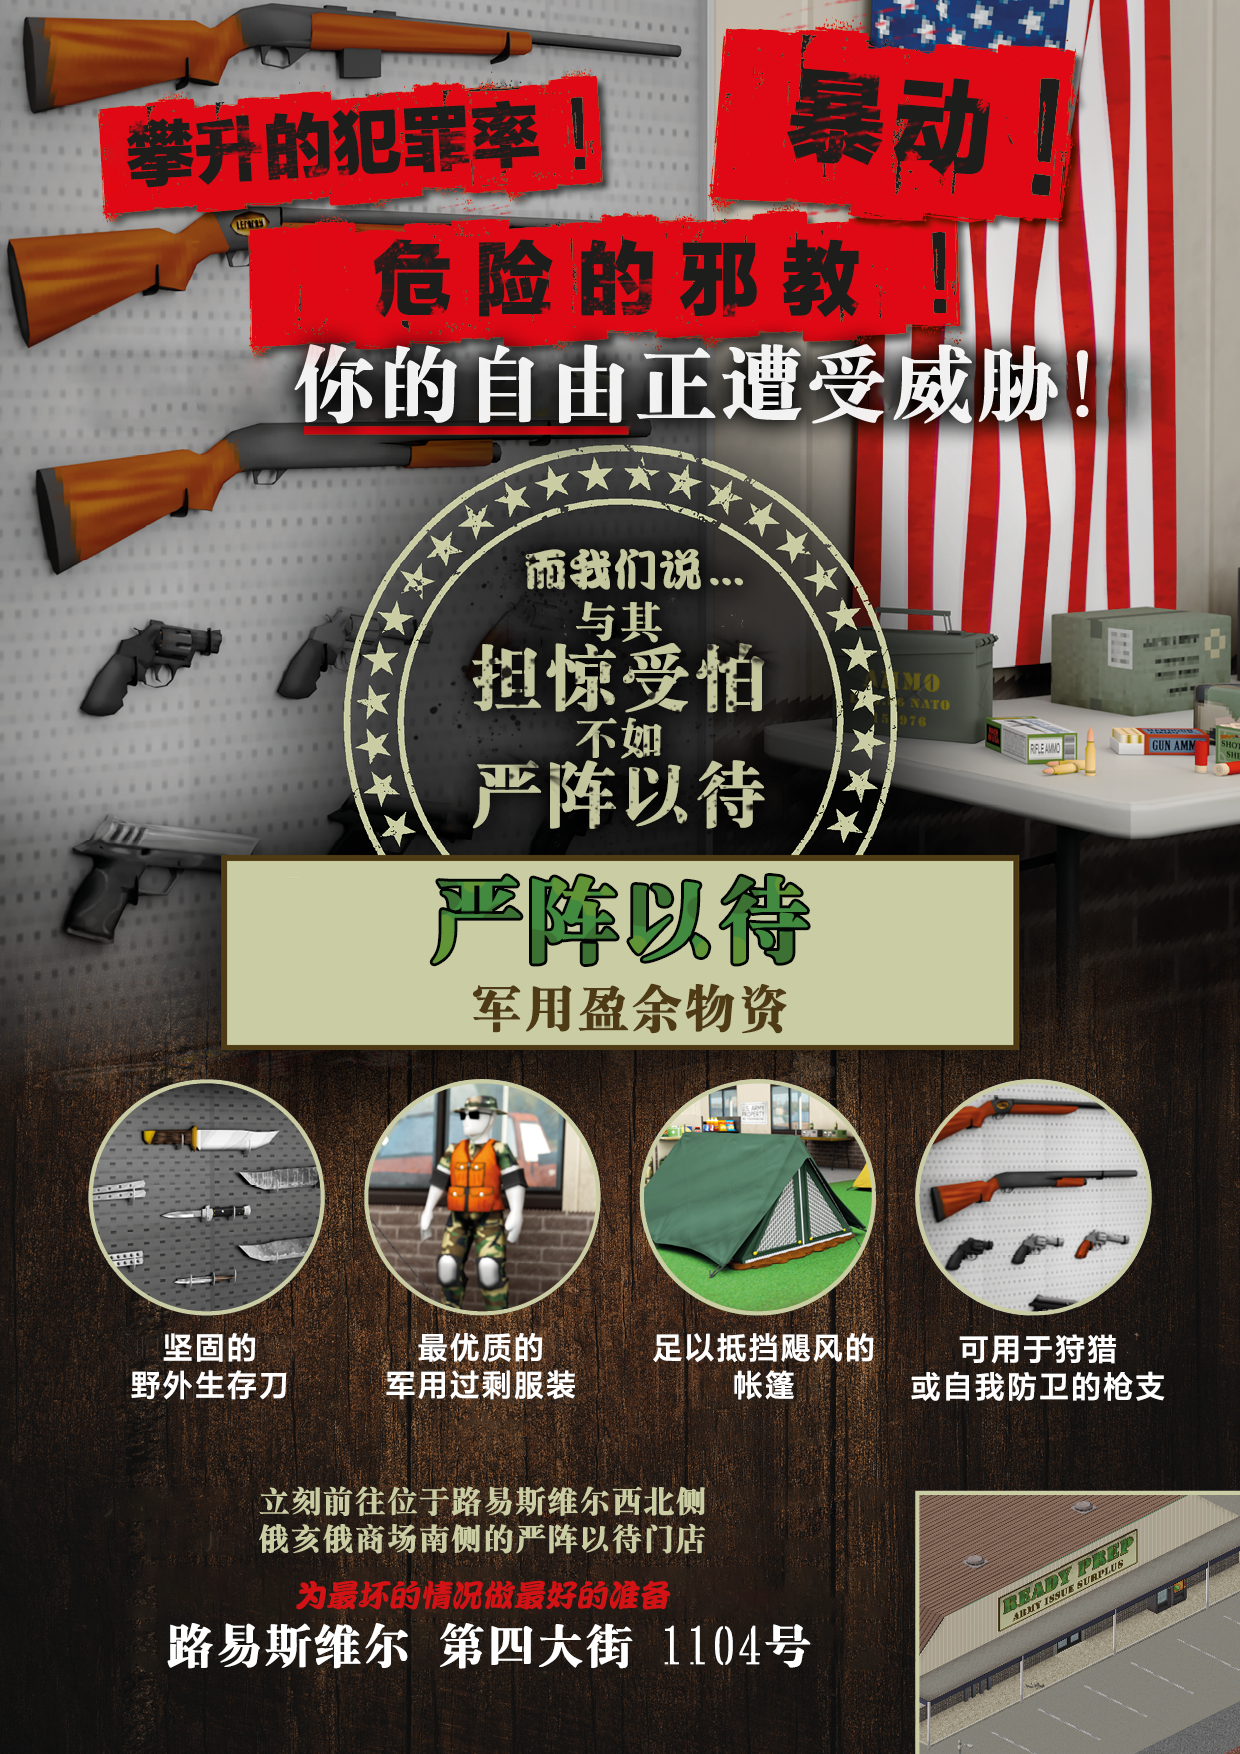 攀升的犯罪率！
暴动！
LEGACY
危险的邪教！
你的自由正遭受威胁！
而我们说...
与其
担惊受怕
不如
严阵以待
AMMO
NATO
RIFLE AMMO
GUN AMM
严阵以待
军用盈余物资
U.S. ARMY
PROPERTY
坚固的
野外生存刀
最优质的
军用过剩服装
足以抵挡飓风的
帐篷
可用于狩猎
或自我防卫的枪支
立刻前往位于路易斯维尔西北侧
俄亥俄商场南侧的严阵以待门店
为最坏的情况做最好的准备
路易斯维尔 第四大街 1104号
READY PREP
ARMY ISSUE SURPLUS